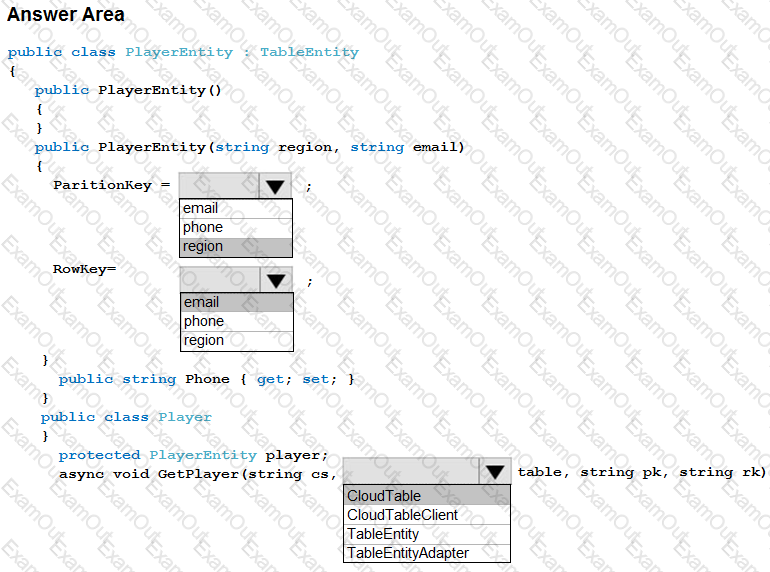 Answer Area
public class PlayerEntity : TableEntity
{
public PlayerEntity()
{
}
public PlayerEntity(string region, string email)
{
ParitionKey = ;
email
phone
region
RowKey= ;
email
phone
region
}
public string Phone { get; set; }
}
public class Player
}
protected PlayerEntity player;
async void GetPlayer(string cs, table, string pk, string rk)
CloudTable
CloudTableClient
TableEntity
TableEntityAdapter